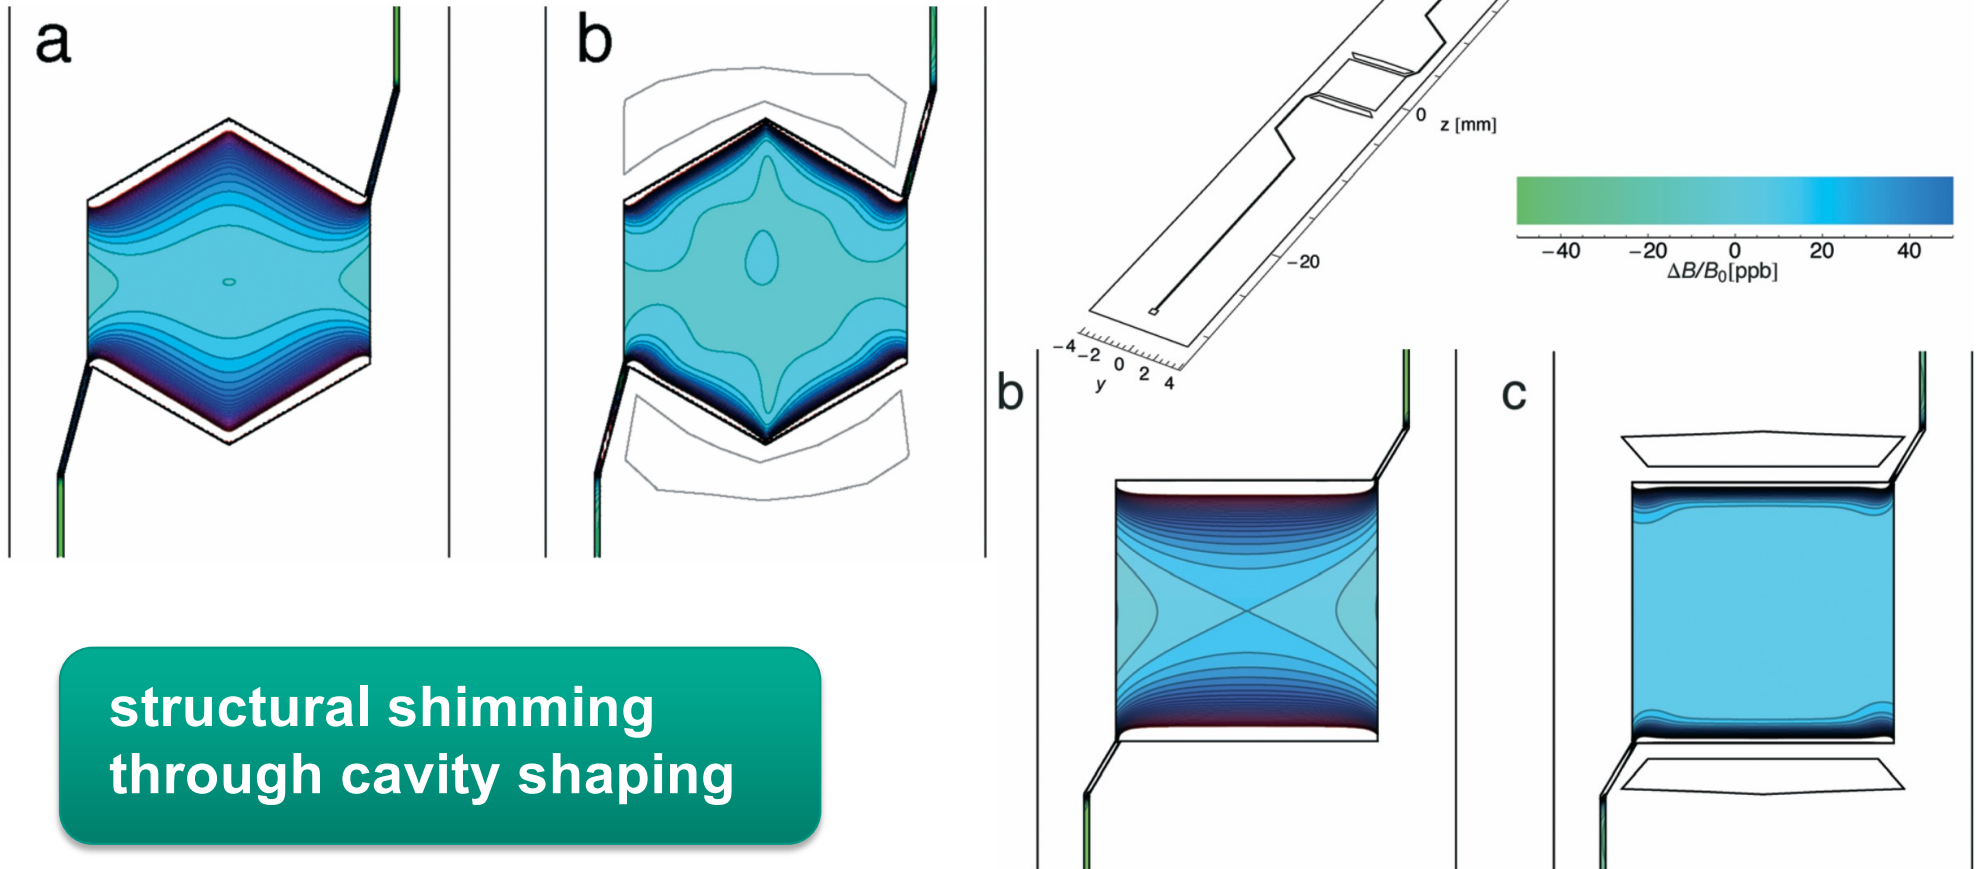 a
b
0
z [mm]
−20
−4
−2
0
2
4
y
−40
−20
0
20
40
ΔB/B₀[ppb]
b
c
structural shimming
through cavity shaping